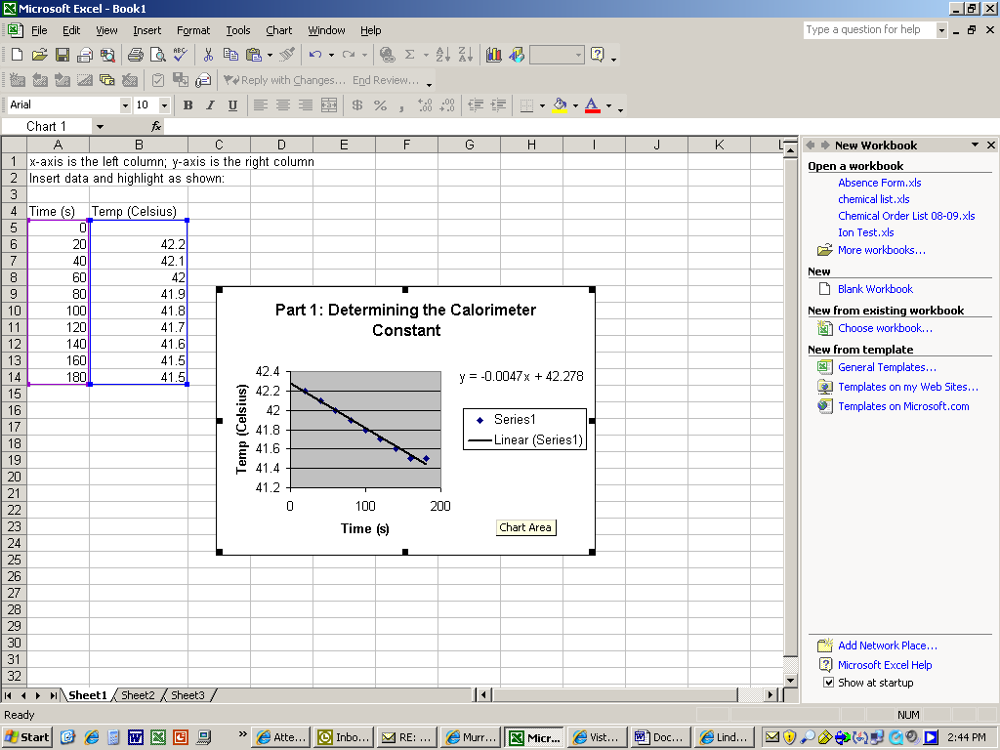 Microsoft Excel - Book1
File Edit View Insert Format Tools Chart Window Help
Type a question for help
Reply with Changes... End Review...
Arial 10 B I U $ % ,
Chart 1 fx
A B C D E F G H I J K L
1 x-axis is the left column; y-axis is the right column
2 Insert data and highlight as shown:
3
4 Time (s) Temp (Celsius)
5 0
6 20 42.2
7 40 42.1
8 60 42
9 80 41.9
10 100 41.8
11 120 41.7
12 140 41.6
13 160 41.5
14 180 41.5
15
16
17
18
19
20
21
22
23
24
25
26
27
28
29
30
31
32
Part 1: Determining the Calorimeter
Constant
y = -0.0047x + 42.278
42.4
42.2
42
41.8
41.6
41.4
41.2
Temp (Celsius)
0 100 200
Time (s)
Series1
Linear (Series1)
Chart Area
New Workbook
Open a workbook
Absence Form.xls
chemical list.xls
Chemical Order List 08-09.xls
Ion Test.xls
More workbooks...
New
Blank Workbook
New from existing workbook
Choose workbook...
New from template
General Templates...
Templates on my Web Sites...
Templates on Microsoft.com
Add Network Place...
Microsoft Excel Help
Show at startup
Sheet1 Sheet2 Sheet3
Ready
NUM
Start
Atte...
Inbo...
RE: ...
Murr...
Micr...
Vist...
Doc...
Lind...
2:44 PM